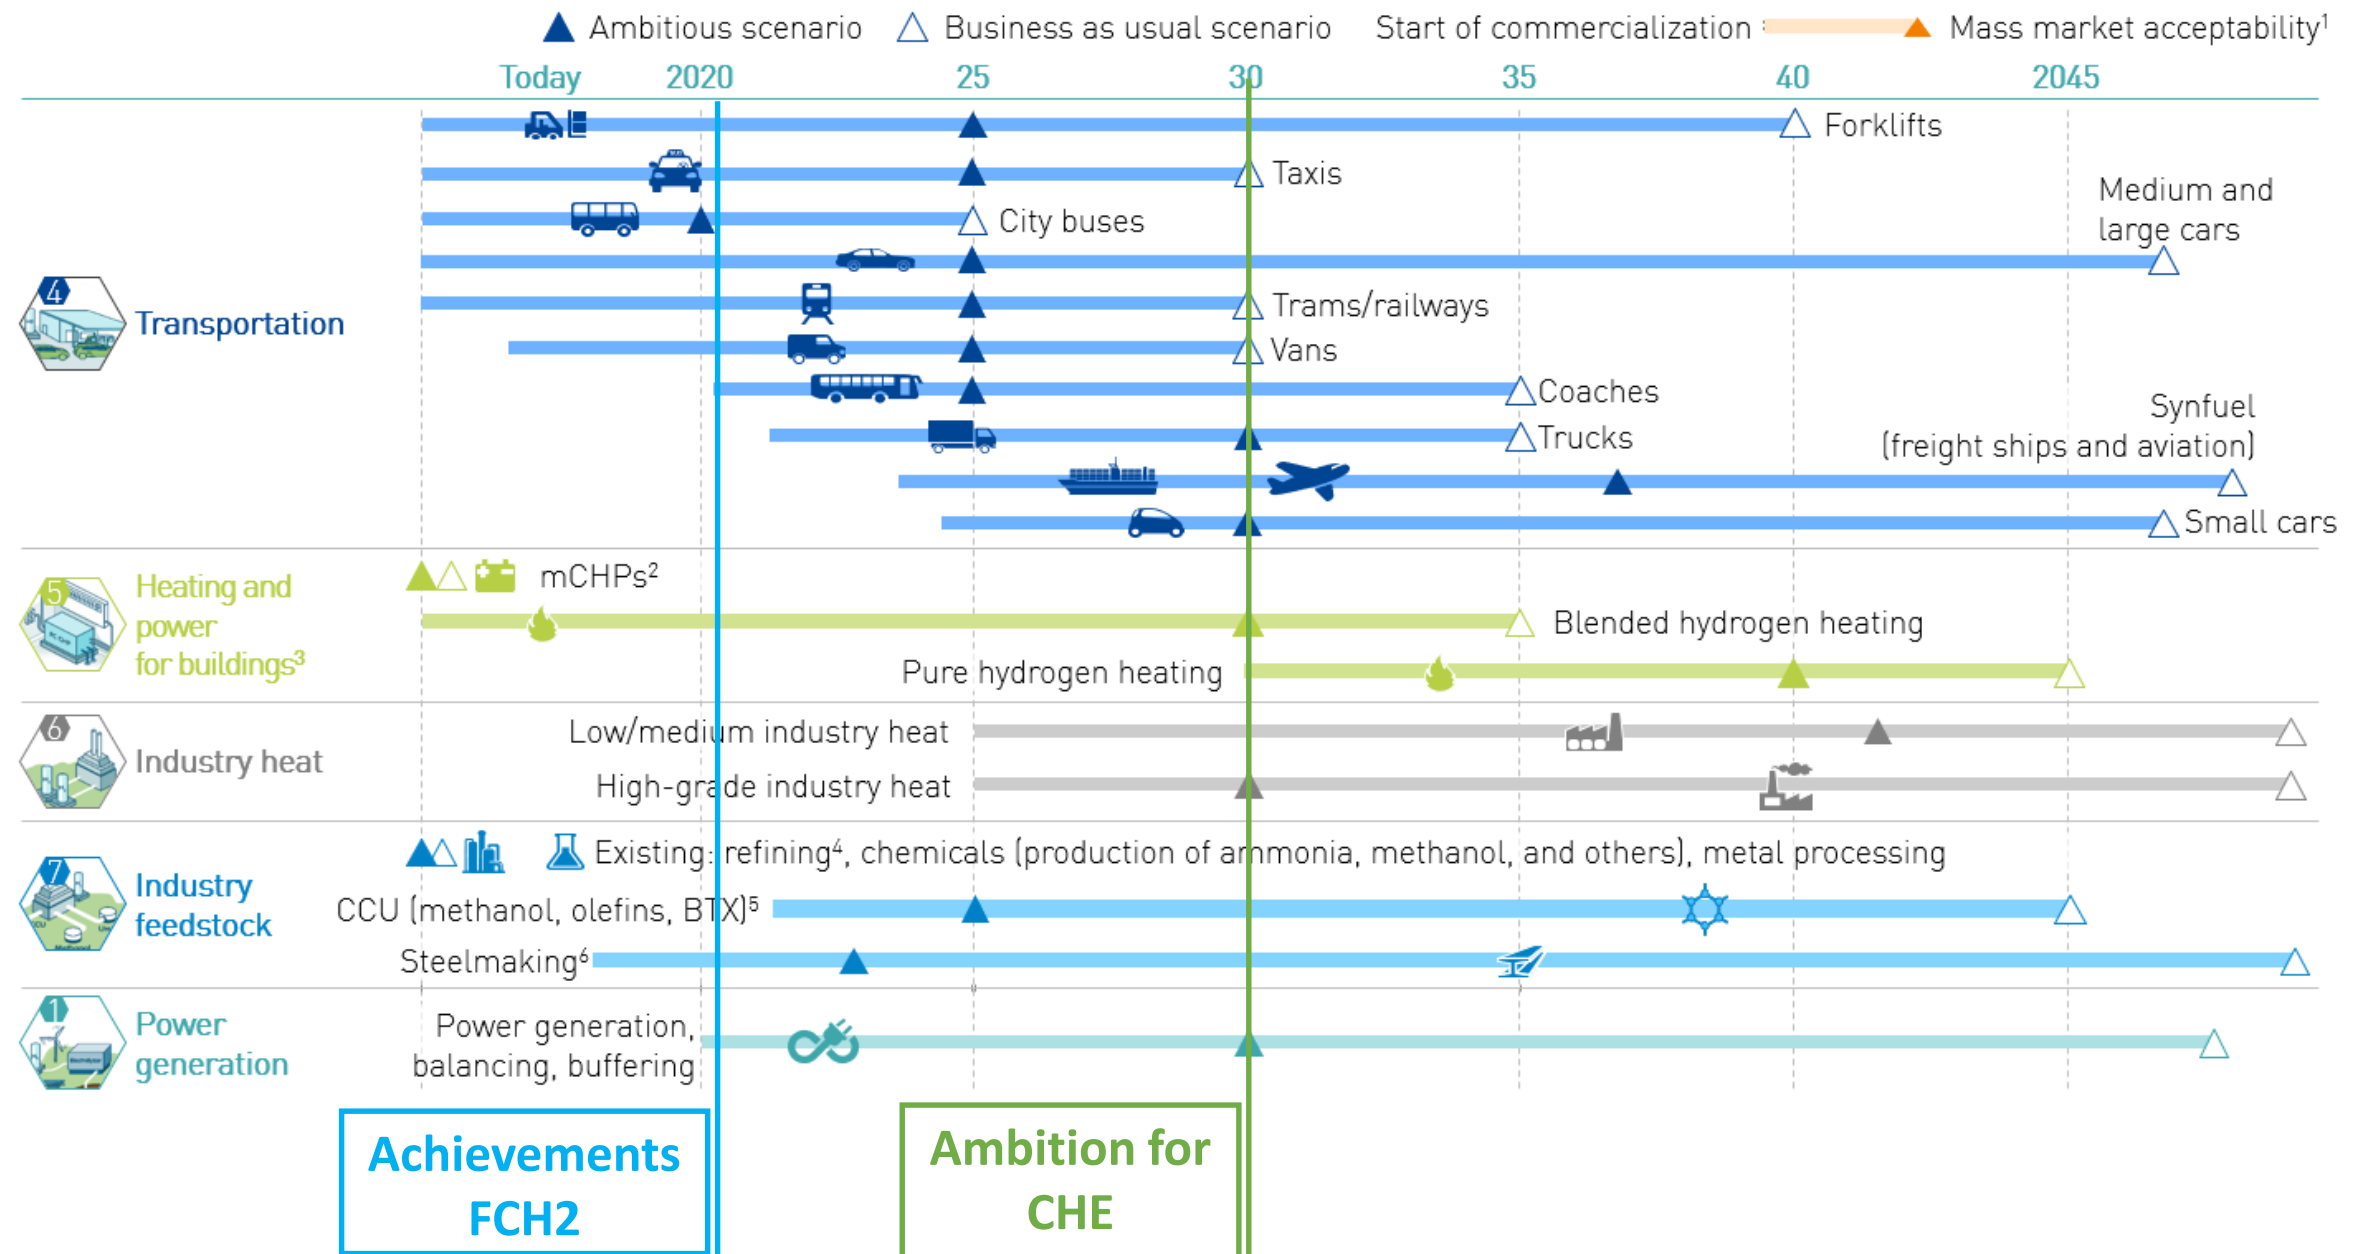 Ambitious scenario Business as usual scenario Start of commercialization Mass market acceptability¹
Today 2020 25 30 35 40 2045
Forklifts
Taxis
Medium and
large cars
City buses
4
Transportation
Trams/railways
Vans
Coaches
Synfuel
(freight ships and aviation)
Trucks
Small cars
5
Heating and
power
for buildings³
mCHPs²
Blended hydrogen heating
Pure hydrogen heating
6
Industry heat
Low/medium industry heat
High-grade industry heat
7
Industry
feedstock
Existing: refining⁴, chemicals (production of ammonia, methanol, and others), metal processing
CCU (methanol, olefins, BTX)⁵
Steelmaking⁶
1
Power
generation
Power generation,
balancing, buffering
Achievements
FCH2
Ambition for
CHE